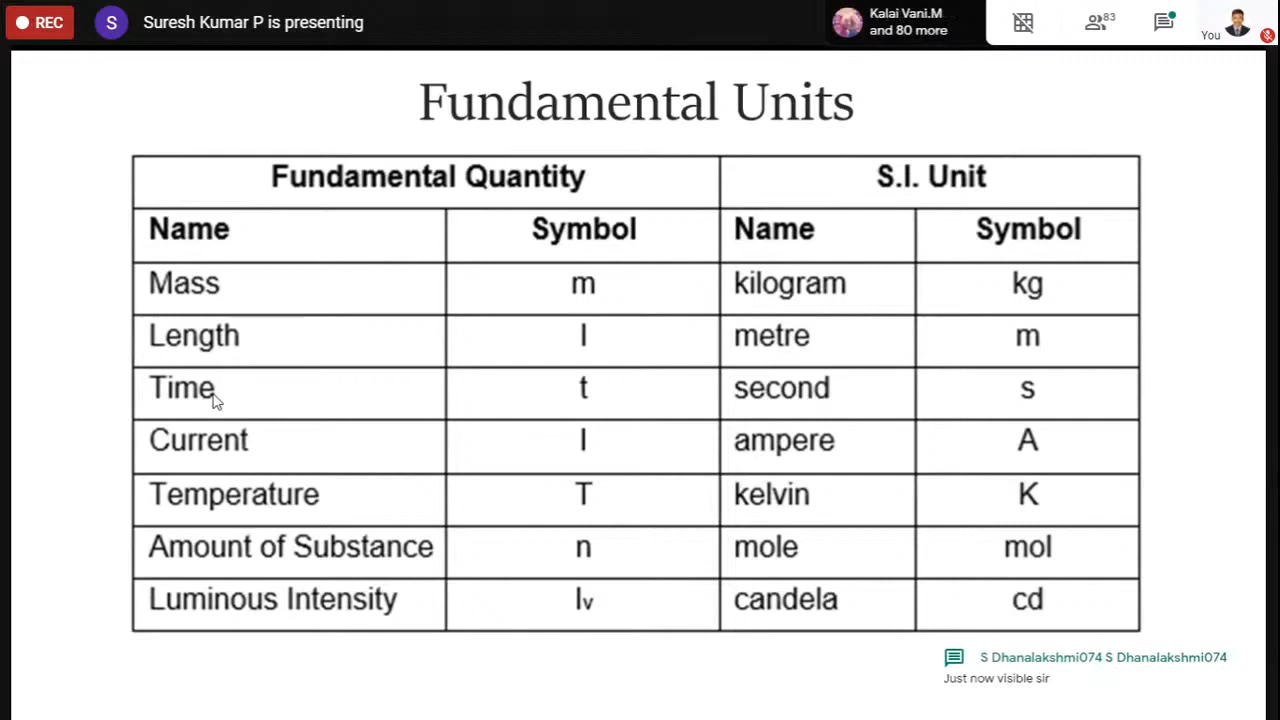 REC
S
Suresh Kumar P is presenting
Kalai Vani.M
and 80 more
83
You
Fundamental Units
Fundamental Quantity S.I. Unit
Name Symbol Name Symbol
Mass m kilogram kg
Length l metre m
Time t second s
Current I ampere A
Temperature T kelvin K
Amount of Substance n mole mol
Luminous Intensity Iv candela cd
S Dhanalakshmi074 S Dhanalakshmi074
Just now visible sir